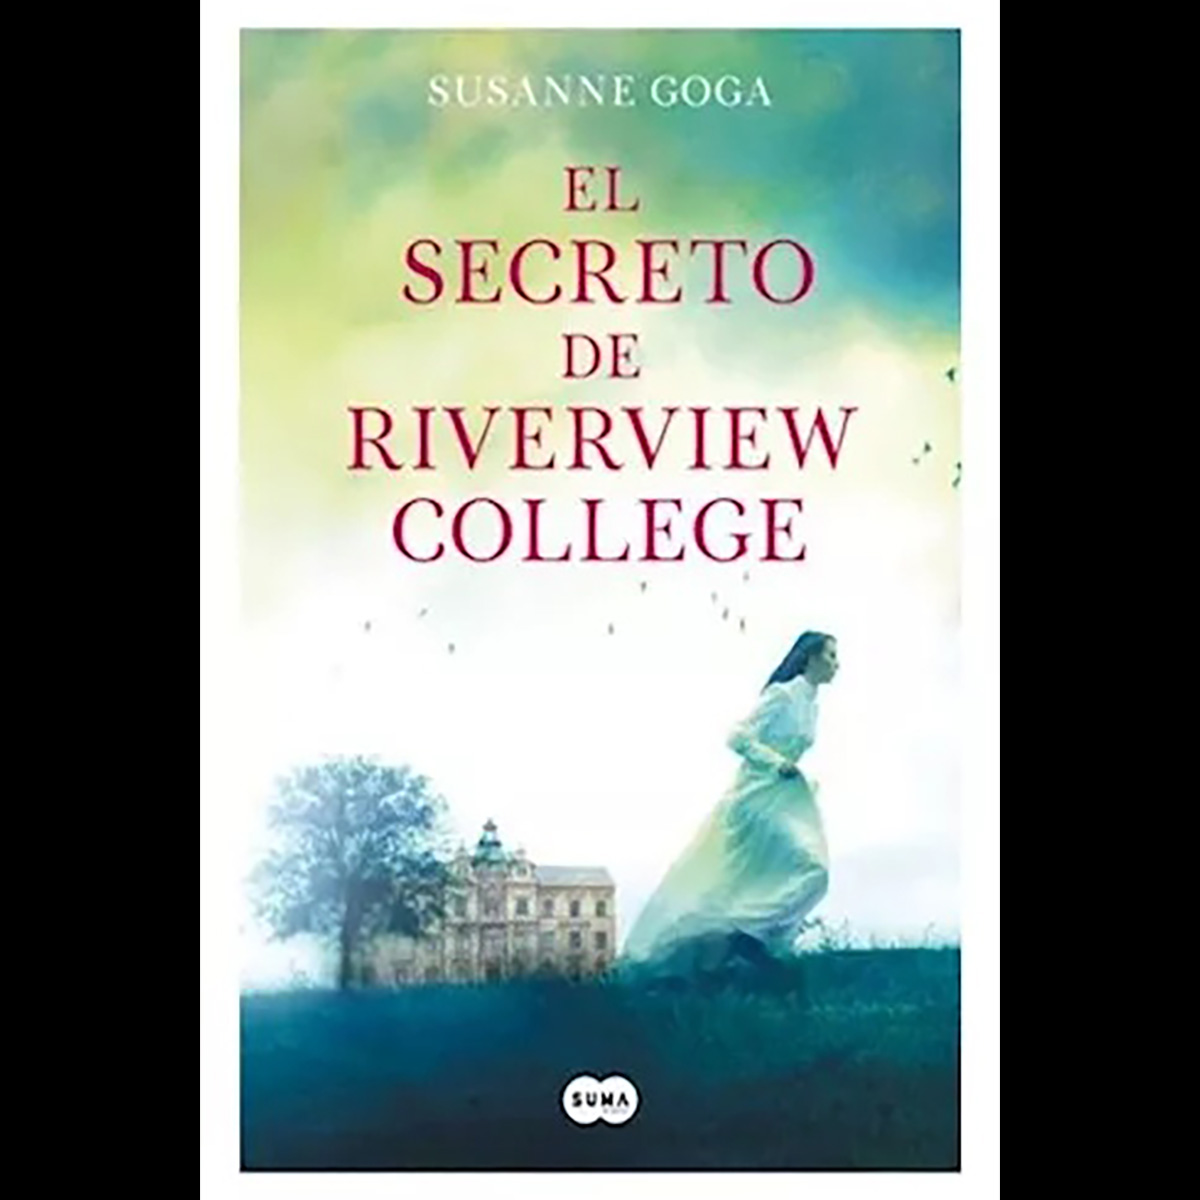 SUSANNE GOGA
EL
SECRETO
DE
RIVERVIEW
COLLEGE
SUMA